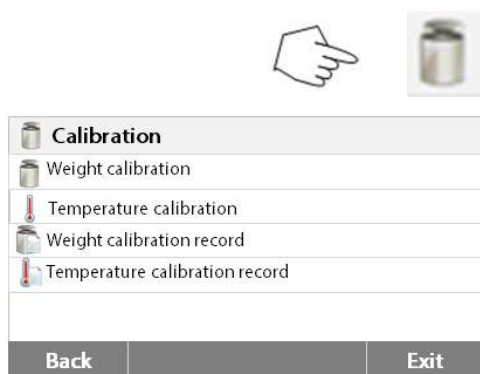 Calibration
Weight calibration
Temperature calibration
Weight calibration record
Temperature calibration record
Back Exit